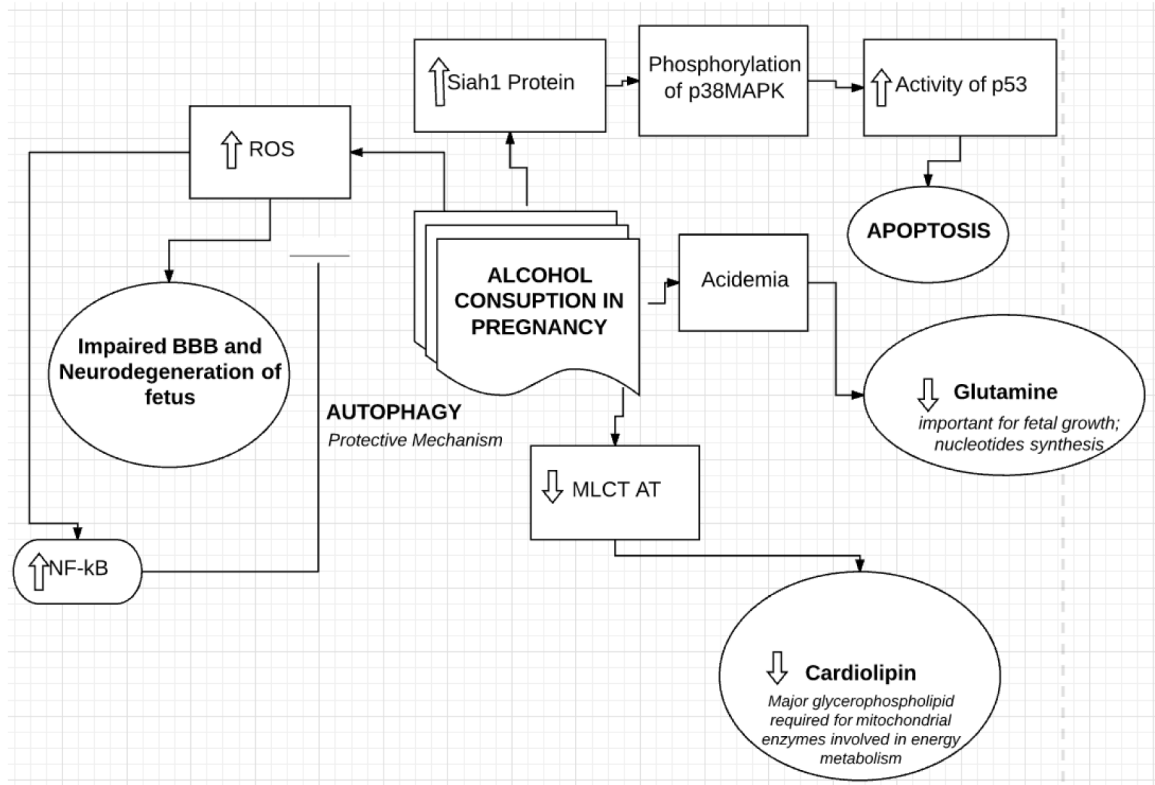 Siah1 Protein
Phosphorylation
of p38MAPK
Activity of p53
ROS
APOPTOSIS
ALCOHOL
CONSUPTION IN
PREGNANCY
Acidemia
Impaired BBB and
Neurodegeneration of
fetus
Glutamine
important for fetal growth;
nucleotides synthesis
AUTOPHAGY
Protective Mechanism
MLCT AT
NF-kB
Cardiolipin
Major glycerophospholipid
required for mitochondrial
enzymes involved in energy
metabolism